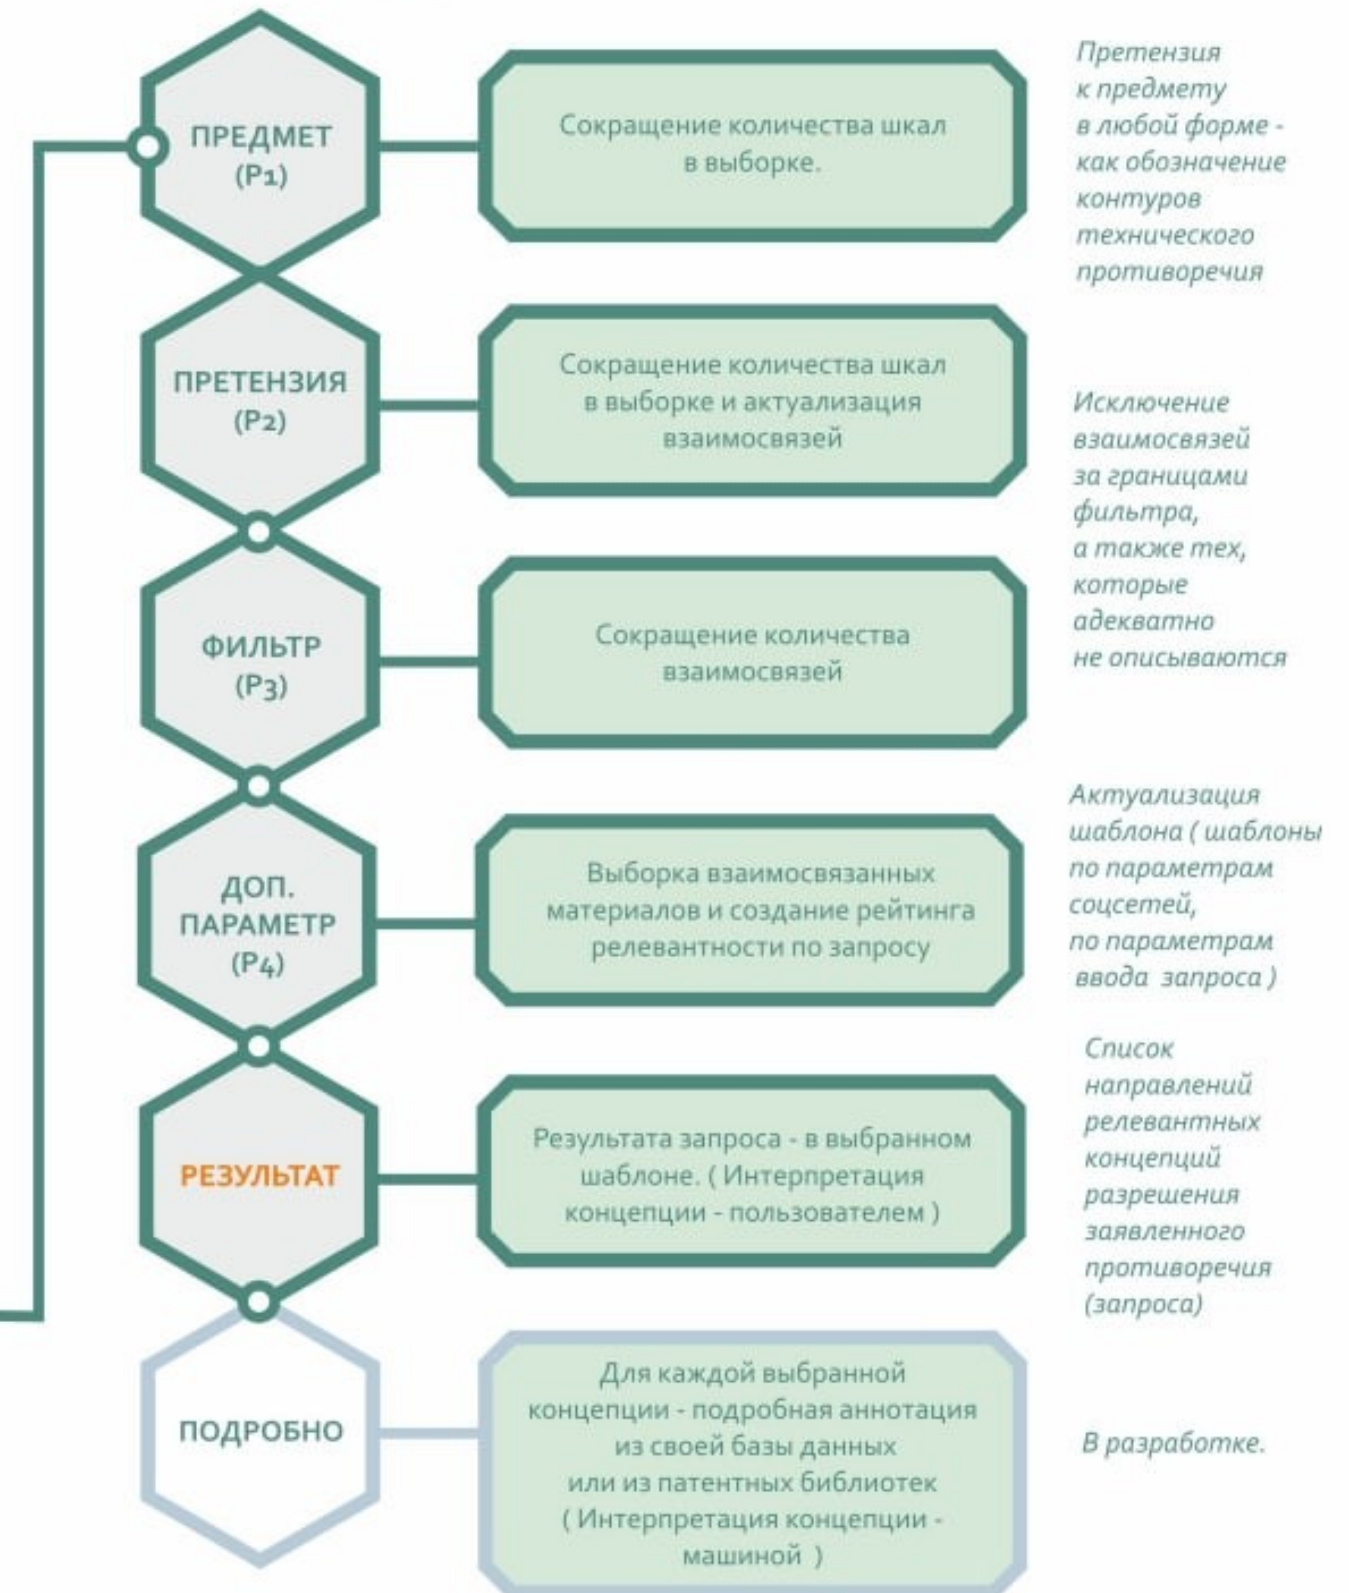 ПРЕДМЕТ
(Р1)
Сокращение количества шкал
в выборке.
Претензия
к предмету
в любой форме -
как обозначение
контуров
технического
противоречия
ПРЕТЕНЗИЯ
(Р2)
Сокращение количества шкал
в выборке и актуализация
взаимосвязей
Исключение
взаимосвязей
за границами
фильтра,
а также тех,
которые
адекватно
не описываются
ФИЛЬТР
(Р3)
Сокращение количества
взаимосвязей
ДОП.
ПАРАМЕТР
(Р4)
Выборка взаимосвязанных
материалов и создание рейтинга
релевантности по запросу
Актуализация
шаблона ( шаблоны
по параметрам
соцсетей,
по параметрам
ввода запроса )
РЕЗУЛЬТАТ
Результата запроса - в выбранном
шаблоне. ( Интерпретация
концепции - пользователем )
Список
направлений
релевантных
концепций
разрешения
заявленного
противоречия
(запроса)
ПОДРОБНО
Для каждой выбранной
концепции - подробная аннотация
из своей базы данных
или из патентных библиотек
( Интерпретация концепции -
машиной )
В разработке.